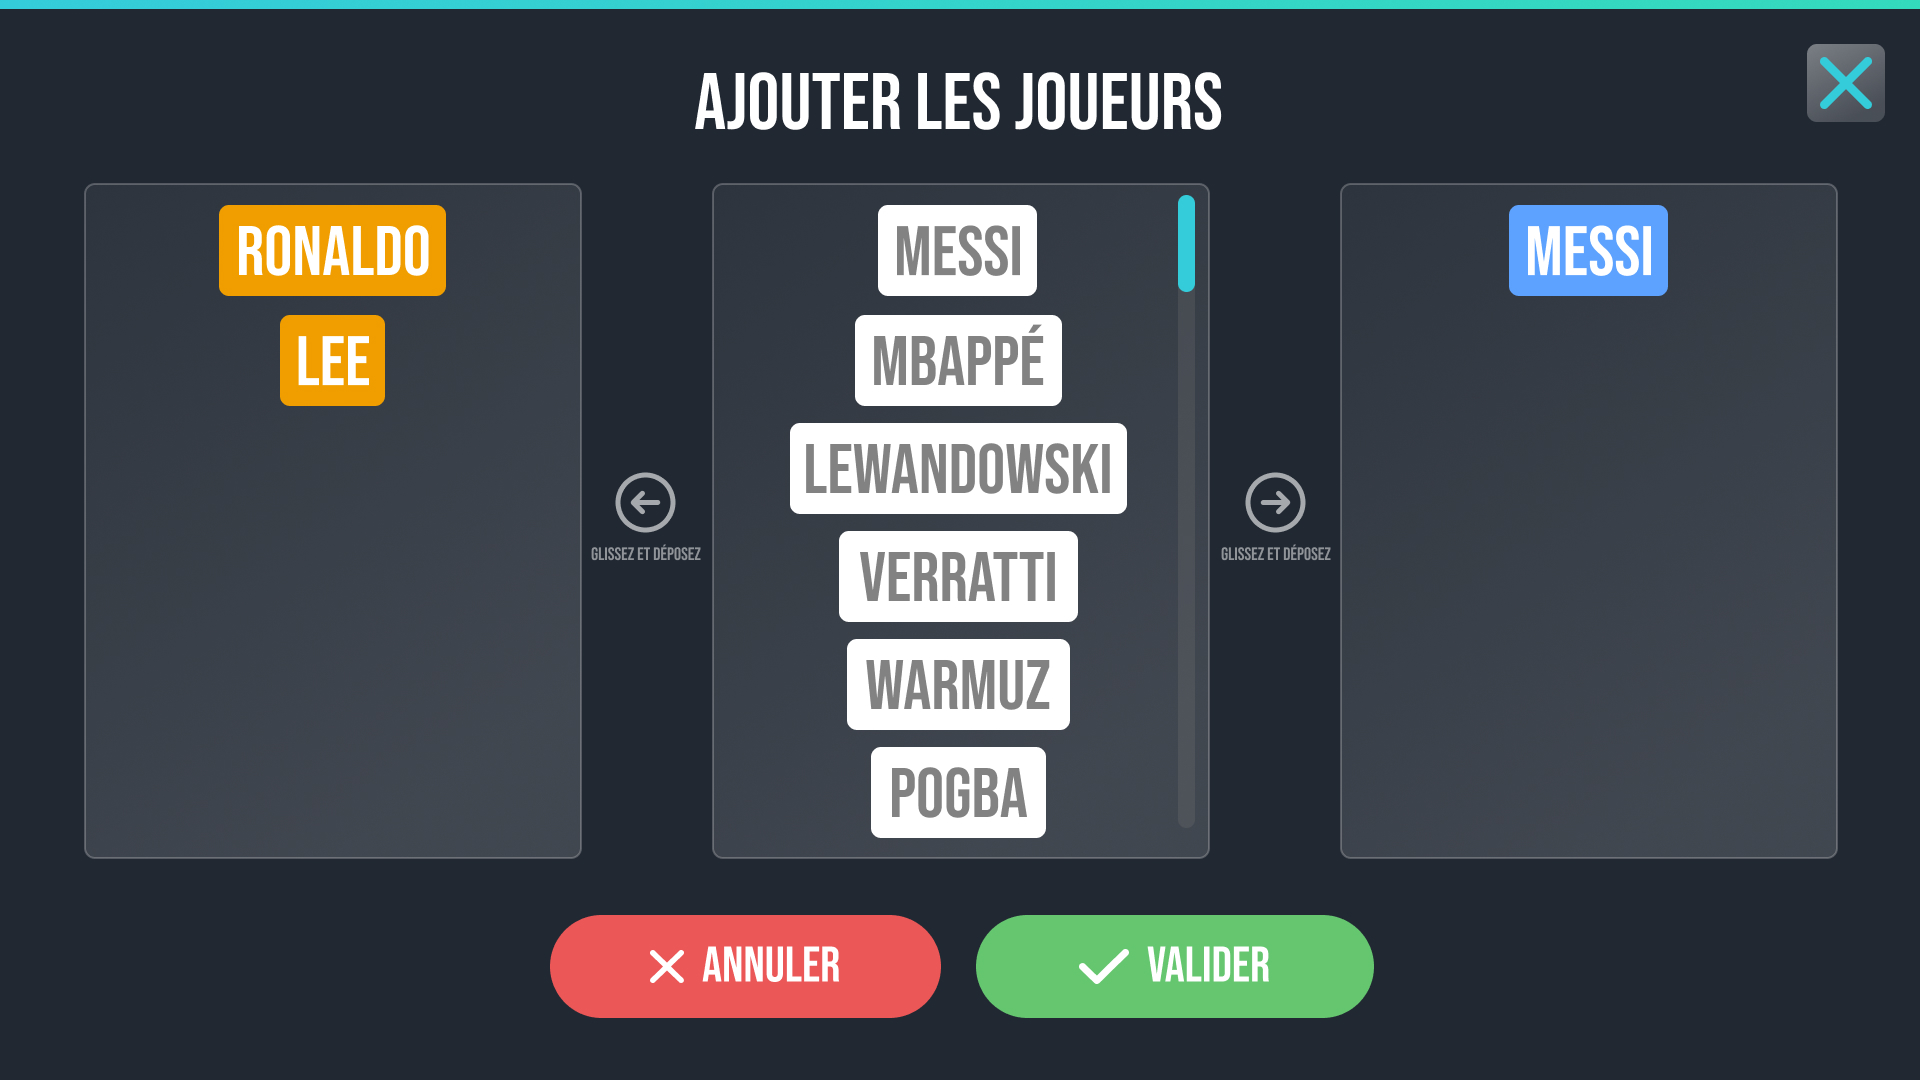 AJOUTER LES JOUEURS
RONALDO
LEE
GLISSEZ ET DÉPOSEZ
MESSI
MBAPPÉ
LEWANDOWSKI
VERRATTI
WARMUZ
POGBA
GLISSEZ ET DÉPOSEZ
MESSI
ANNULER
VALIDER